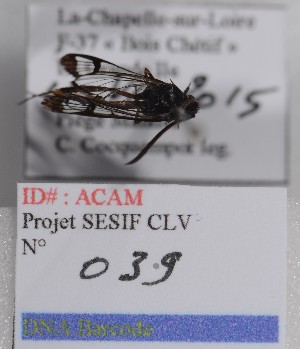 La-Chapelle-sur-Loire
F-37 « Bois Chétif »
2015
C. Cocquempot leg.
ID# : ACAM
Projet SESIF CLV
N°
039
DNA Barcode